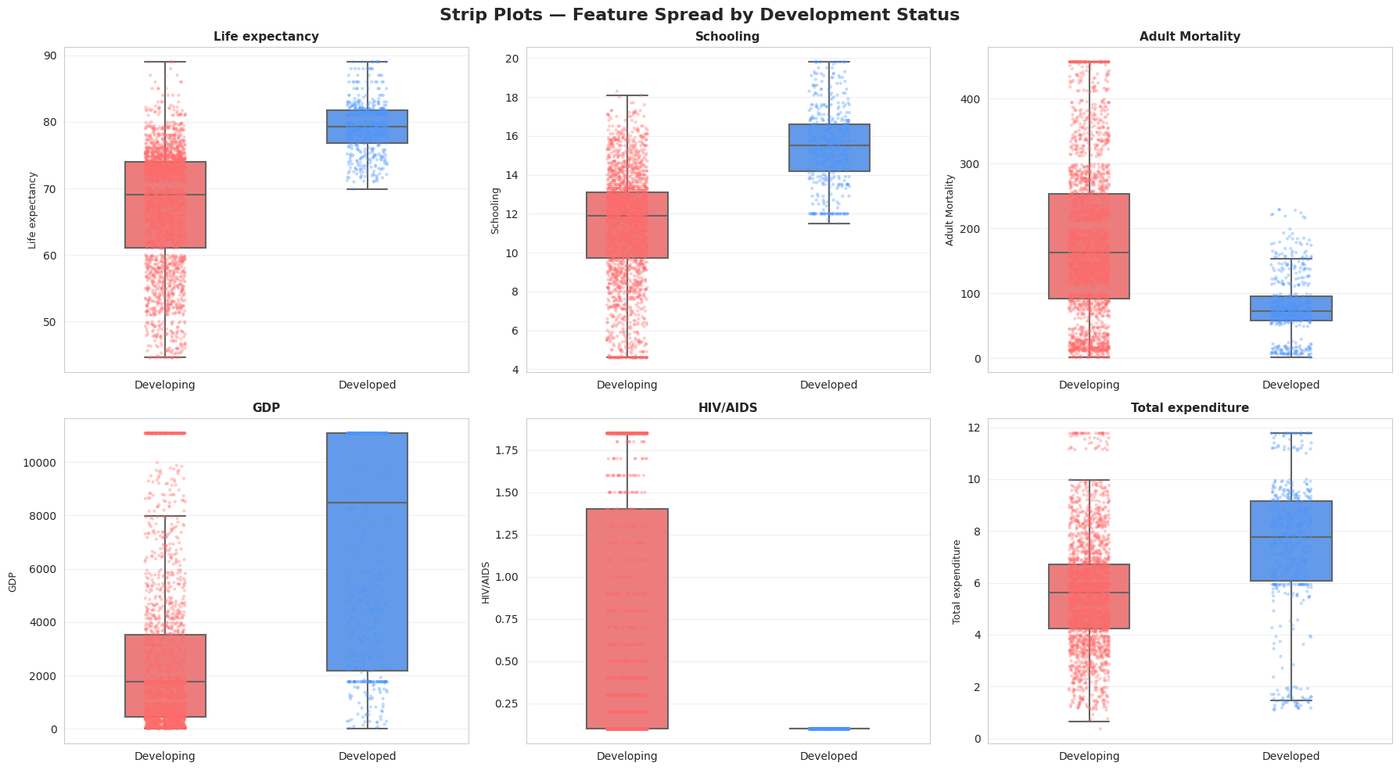 Strip Plots — Feature Spread by Development Status
Life expectancy
Life expectancy
90
80
70
60
50
Developing
Developed
Schooling
Schooling
20
18
16
14
12
10
8
6
4
Developing
Developed
Adult Mortality
Adult Mortality
400
300
200
100
0
Developing
Developed
GDP
GDP
10000
8000
6000
4000
2000
0
Developing
Developed
HIV/AIDS
HIV/AIDS
1.75
1.50
1.25
1.00
0.75
0.50
0.25
Developing
Developed
Total expenditure
Total expenditure
12
10
8
6
4
2
0
Developing
Developed